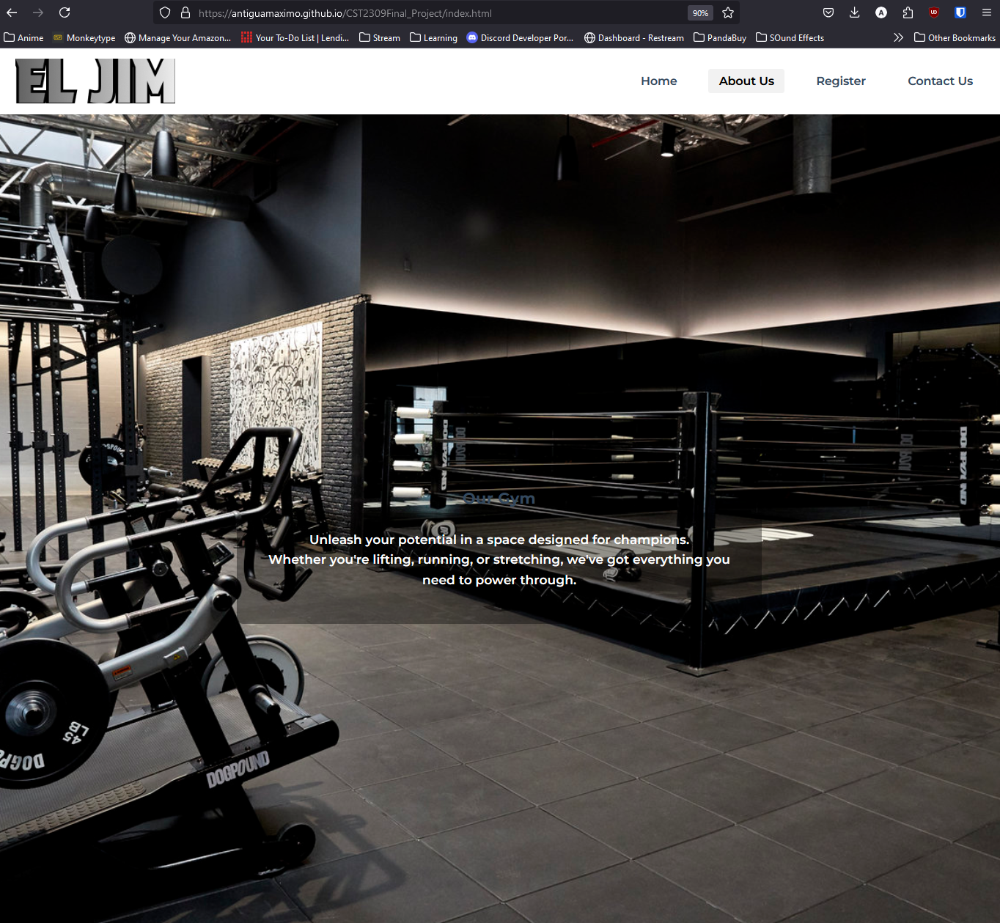 https://antiguamaximo.github.io/CST2309Final_Project/index.html
90%
A
UD
Anime
Monkeytype
Manage Your Amazon...
Your To-Do List | Lendi...
Stream
Learning
Discord Developer Por...
Dashboard - Restream
PandaBuy
SOund Effects
Other Bookmarks
EL JIM
Home
About Us
Register
Contact Us
Our Gym
Unleash your potential in a space designed for champions.
Whether you're lifting, running, or stretching, we've got everything you
need to power through.
45
LB
DOGPOUND